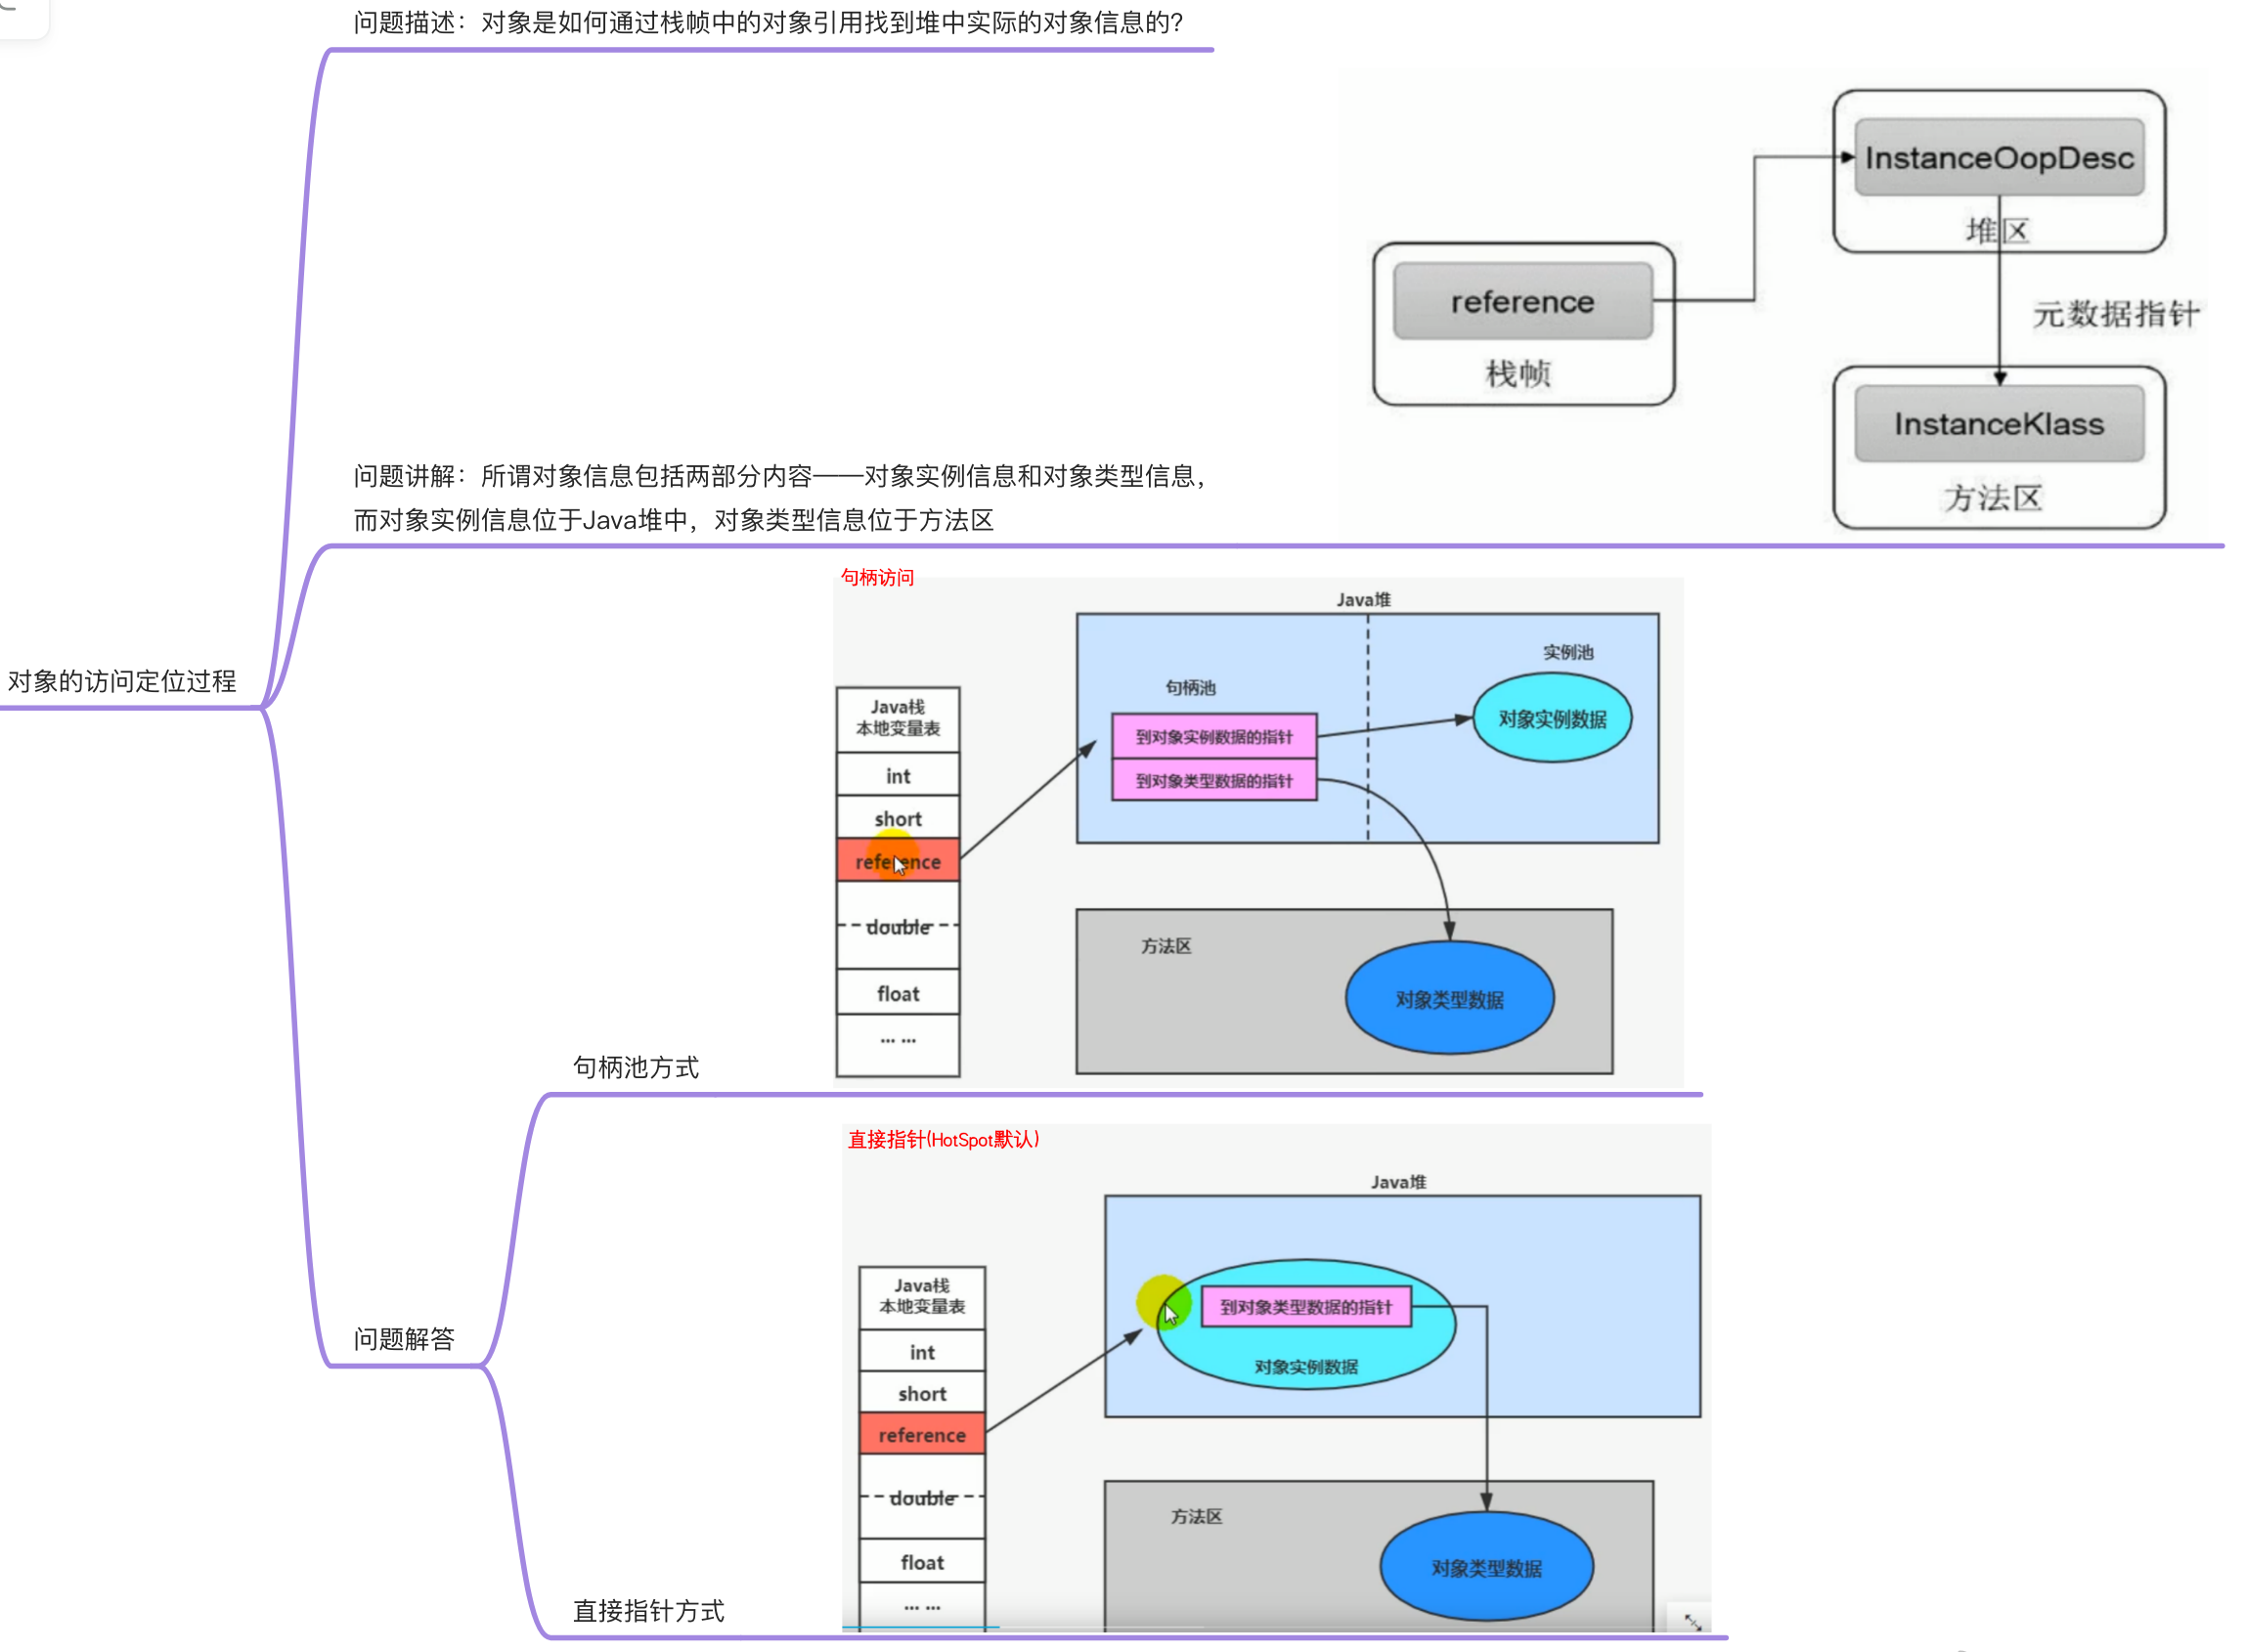 问题描述：对象是如何通过栈帧中的对象引用找到堆中实际的对象信息的？
InstanceOopDesc
堆区
reference
栈帧
元数据指针
InstanceKlass
方法区
问题讲解：所谓对象信息包括两部分内容——对象实例信息和对象类型信息，
而对象实例信息位于Java堆中，对象类型信息位于方法区
对象的访问定位过程
句柄访问
Java堆
实例池
句柄池
对象实例数据
到对象实例数据的指针
到对象类型数据的指针
Java栈
本地变量表
int
short
reference
double
float
... ...
方法区
对象类型数据
句柄池方式
直接指针(HotSpot默认)
Java堆
到对象类型数据的指针
对象实例数据
Java栈
本地变量表
int
short
reference
double
float
... ...
方法区
对象类型数据
问题解答
直接指针方式